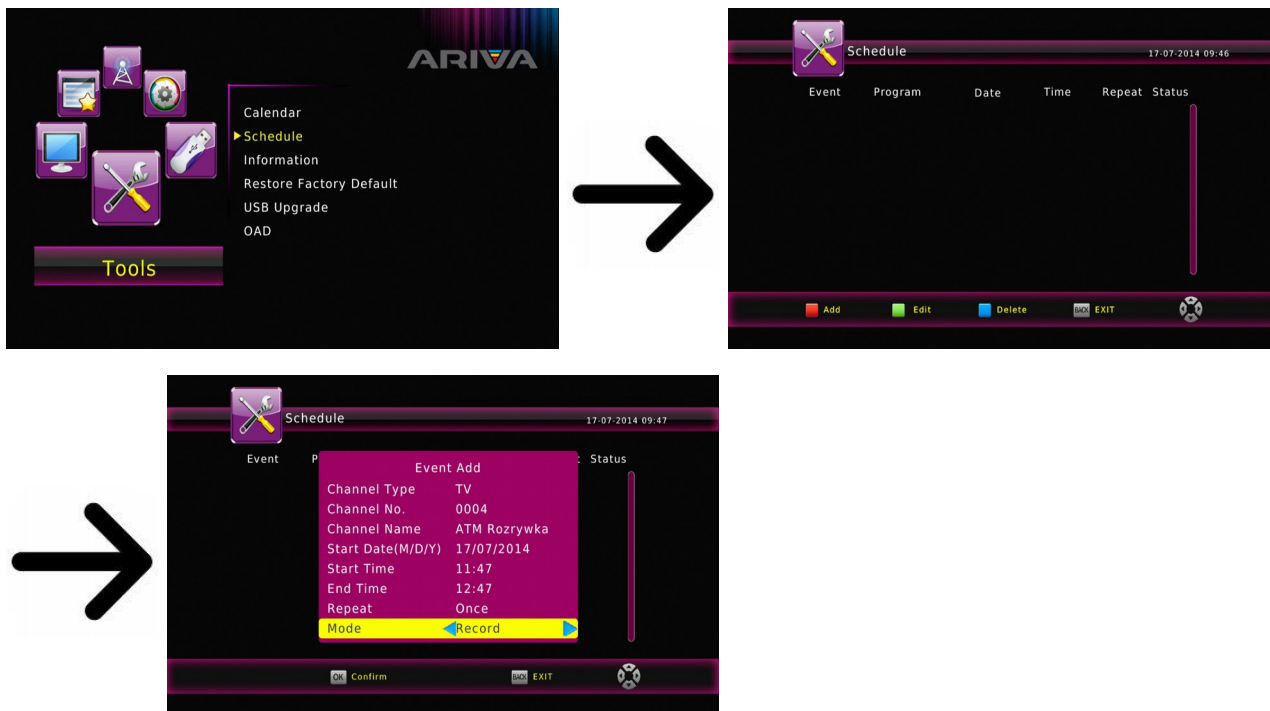 ARIVA
Calendar
Schedule
Information
Restore Factory Default
USB Upgrade
OAD
Tools
Schedule 17-07-2014 09:46
Event Program Date Time Repeat Status
Add Edit Delete BACK EXIT
Schedule 17-07-2014 09:47
Event P t Status
Event Add
Channel Type TV
Channel No. 0004
Channel Name ATM Rozrywka
Start Date(M/D/Y) 17/07/2014
Start Time 11:47
End Time 12:47
Repeat Once
Mode Record
OK Confirm BACK EXIT